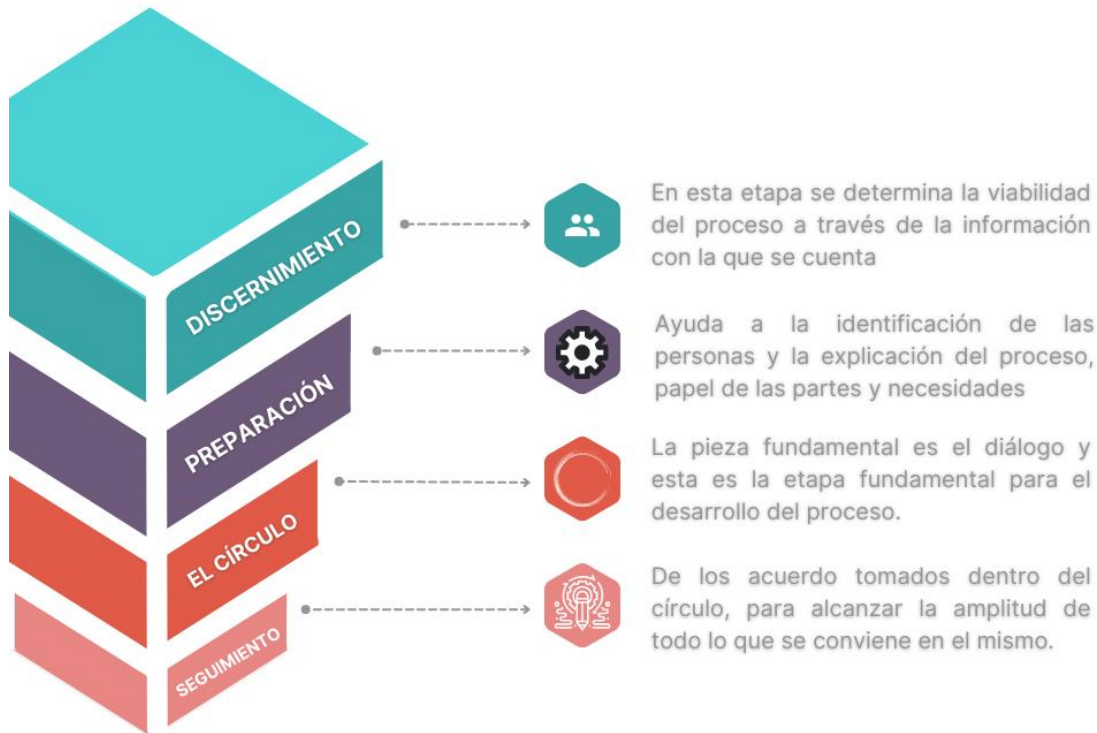 DISCERNIMIENTO
En esta etapa se determina la viabilidad
del proceso a través de la información
con la que se cuenta
PREPARACIÓN
Ayuda a la identificación de las
personas y la explicación del proceso,
papel de las partes y necesidades
EL CÍRCULO
La pieza fundamental es el diálogo y
esta es la etapa fundamental para el
desarrollo del proceso.
SEGUIMIENTO
De los acuerdo tomados dentro del
círculo, para alcanzar la amplitud de
todo lo que se conviene en el mismo.